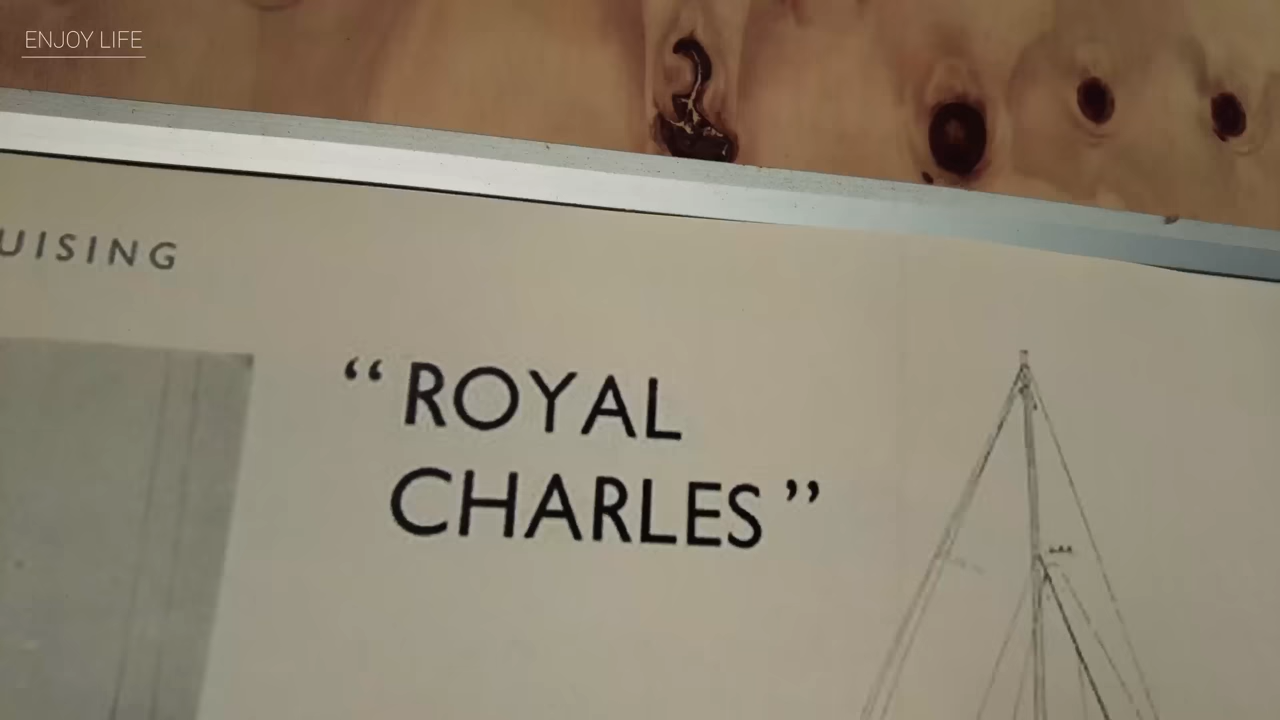 ENJOY LIFE
UISING
“ ROYAL
CHARLES ”